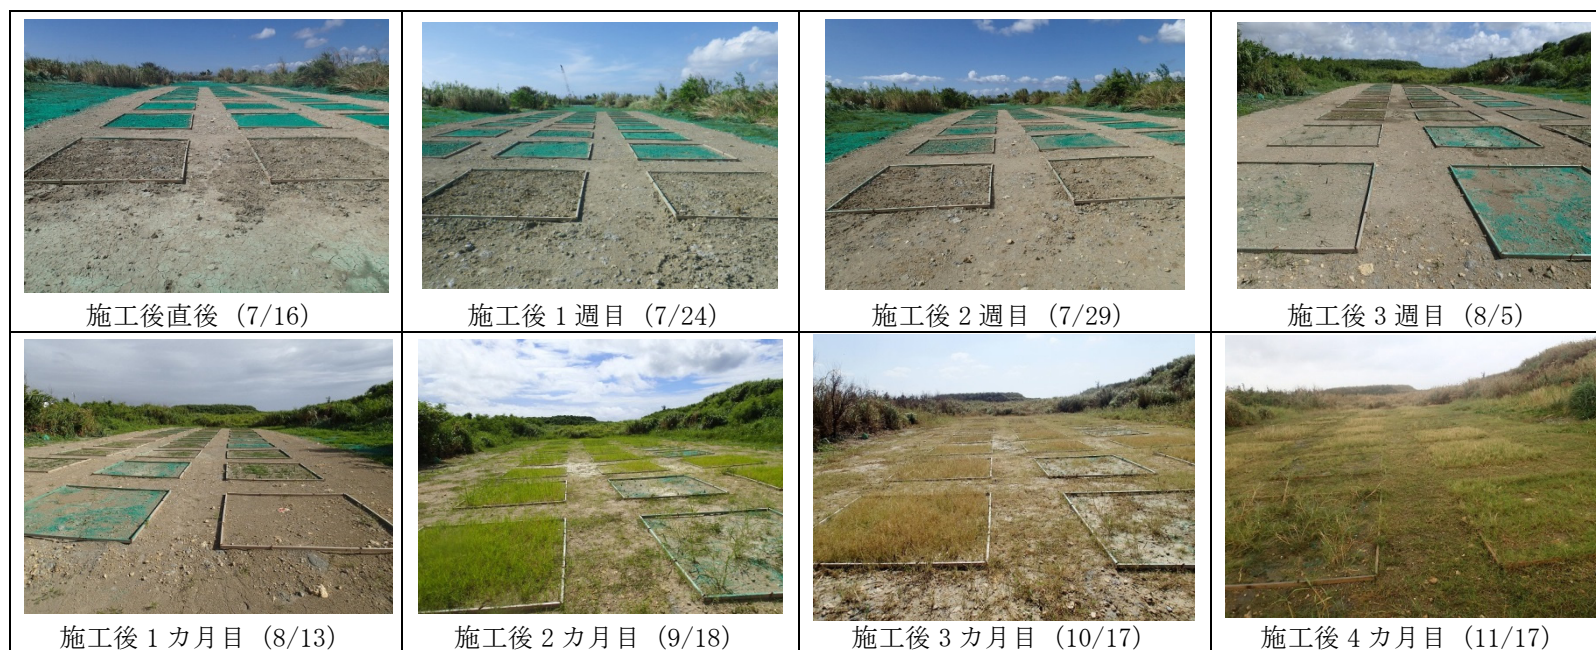 施工後直後（7/16）
施工後 1 週目（7/24）
施工後 2 週目（7/29）
施工後 3 週目（8/5）
施工後 1 カ月目（8/13）
施工後 2 カ月目（9/18）
施工後 3 カ月目（10/17）
施工後 4 カ月目（11/17）